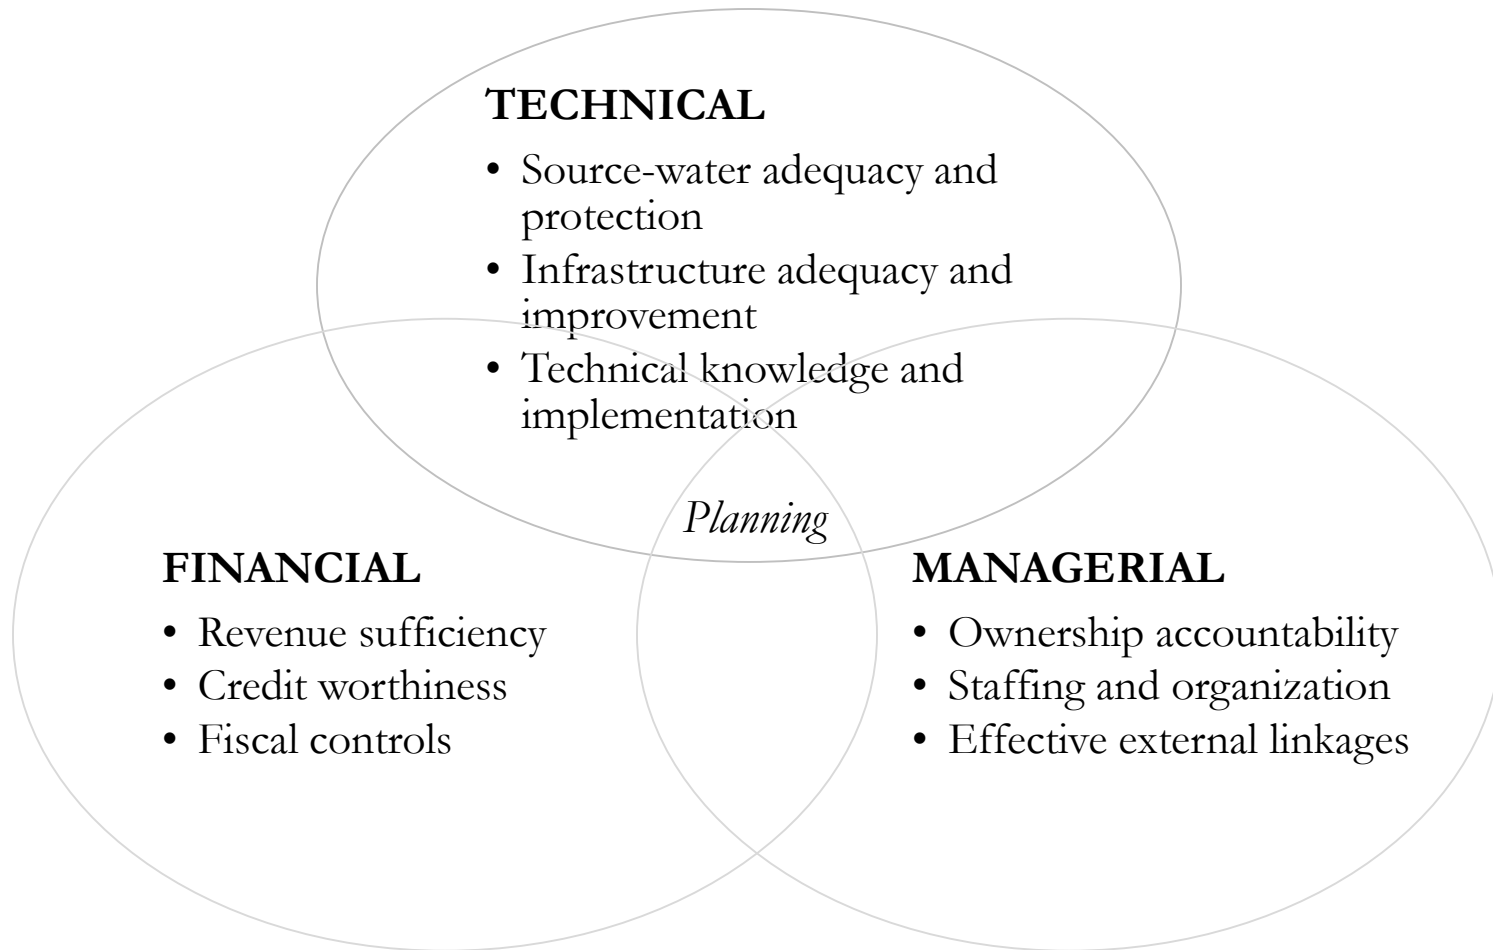 TECHNICAL
• Source-water adequacy and
protection
• Infrastructure adequacy and
improvement
• Technical knowledge and
implementation
Planning
FINANCIAL
• Revenue sufficiency
• Credit worthiness
• Fiscal controls
MANAGERIAL
• Ownership accountability
• Staffing and organization
• Effective external linkages